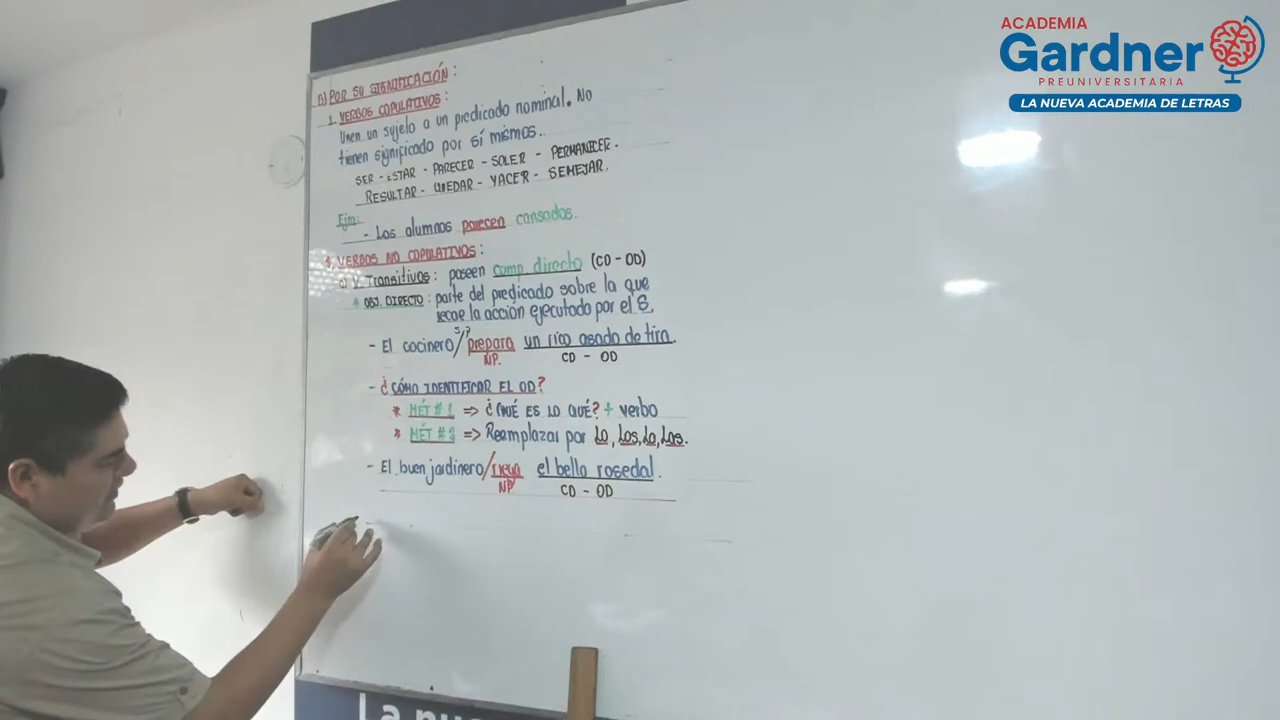 ACADEMIA
Gardner
PREUNIVERSITARIA
LA NUEVA ACADEMIA DE LETRAS
B) POR SU SIGNIFICACIÓN:
1. VERBOS COPULATIVOS:
Unen un sujeto a un predicado nominal. No
tienen significado por sí mismos.
SER - ESTAR - PARECER - SOLER - PERMANECER -
RESULTAR - QUEDAR - YACER - SEMEJAR.
Ejm:
- Los alumnos parecen cansados.
VERBOS NO COPULATIVOS:
a) V. Transitivos: poseen comp. directo (CD - OD)
* OBJ. DIRECTO: parte del predicado sobre la que
recae la acción ejecutado por el S.
- El cocinero / prepara un rico asado de tira.
NP. CD - OD
- ¿CÓMO IDENTIFICAR EL OD?
* MÉT #1 => ¿QUÉ ES LO QUÉ? + verbo
* MÉT #2 => Reemplazar por Lo, Los, La, Las.
- El buen jardinero / riega el bello rosedal.
NP CD - OD
La nu